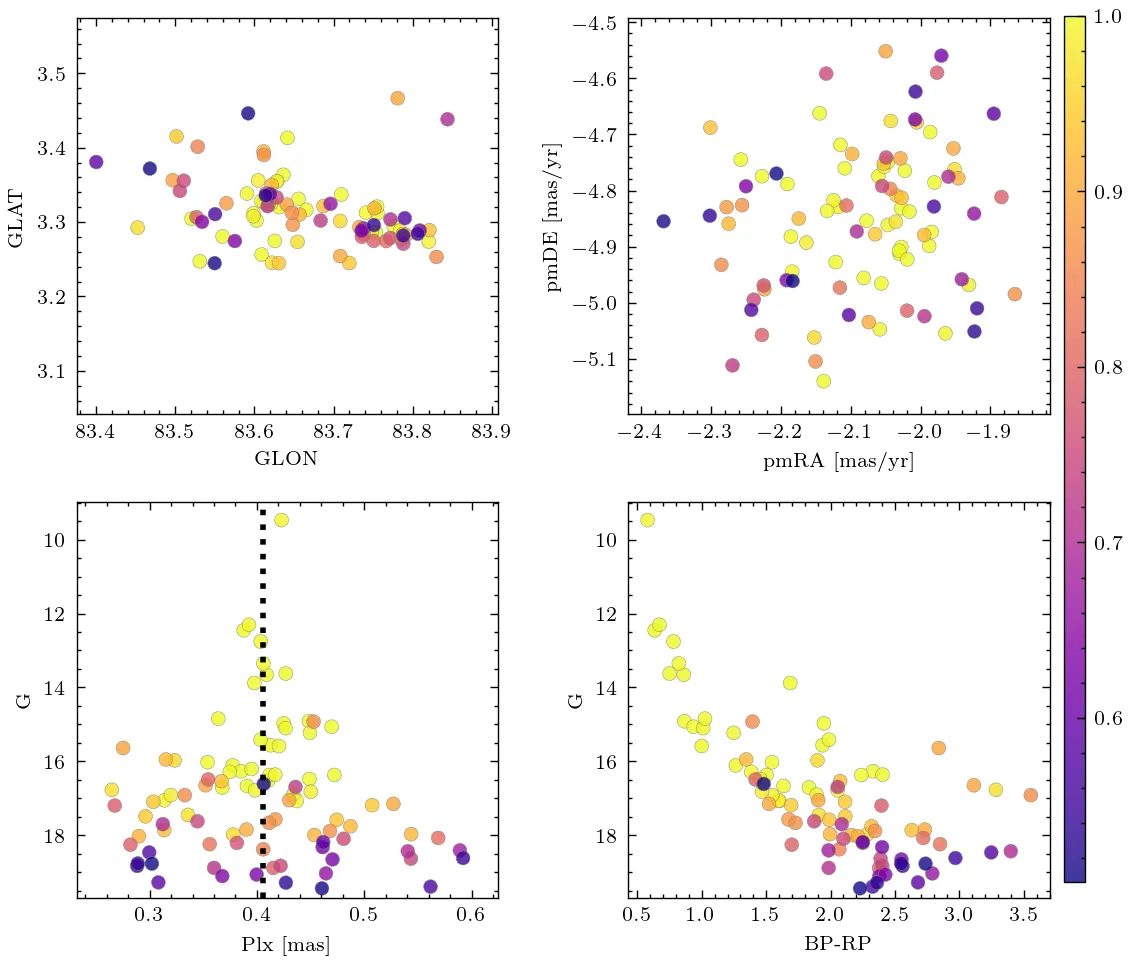 3.5
3.4
3.3
3.2
3.1
GLAT
83.4 83.5 83.6 83.7 83.8 83.9
GLON
−4.5
−4.6
−4.7
−4.8
−4.9
−5.0
−5.1
pmDE [mas/yr]
−2.4 −2.3 −2.2 −2.1 −2.0 −1.9
pmRA [mas/yr]
1.0
0.9
0.8
0.7
0.6
10
12
14
16
18
G
0.3 0.4 0.5 0.6
Plx [mas]
10
12
14
16
18
G
0.5 1.0 1.5 2.0 2.5 3.0 3.5
BP-RP